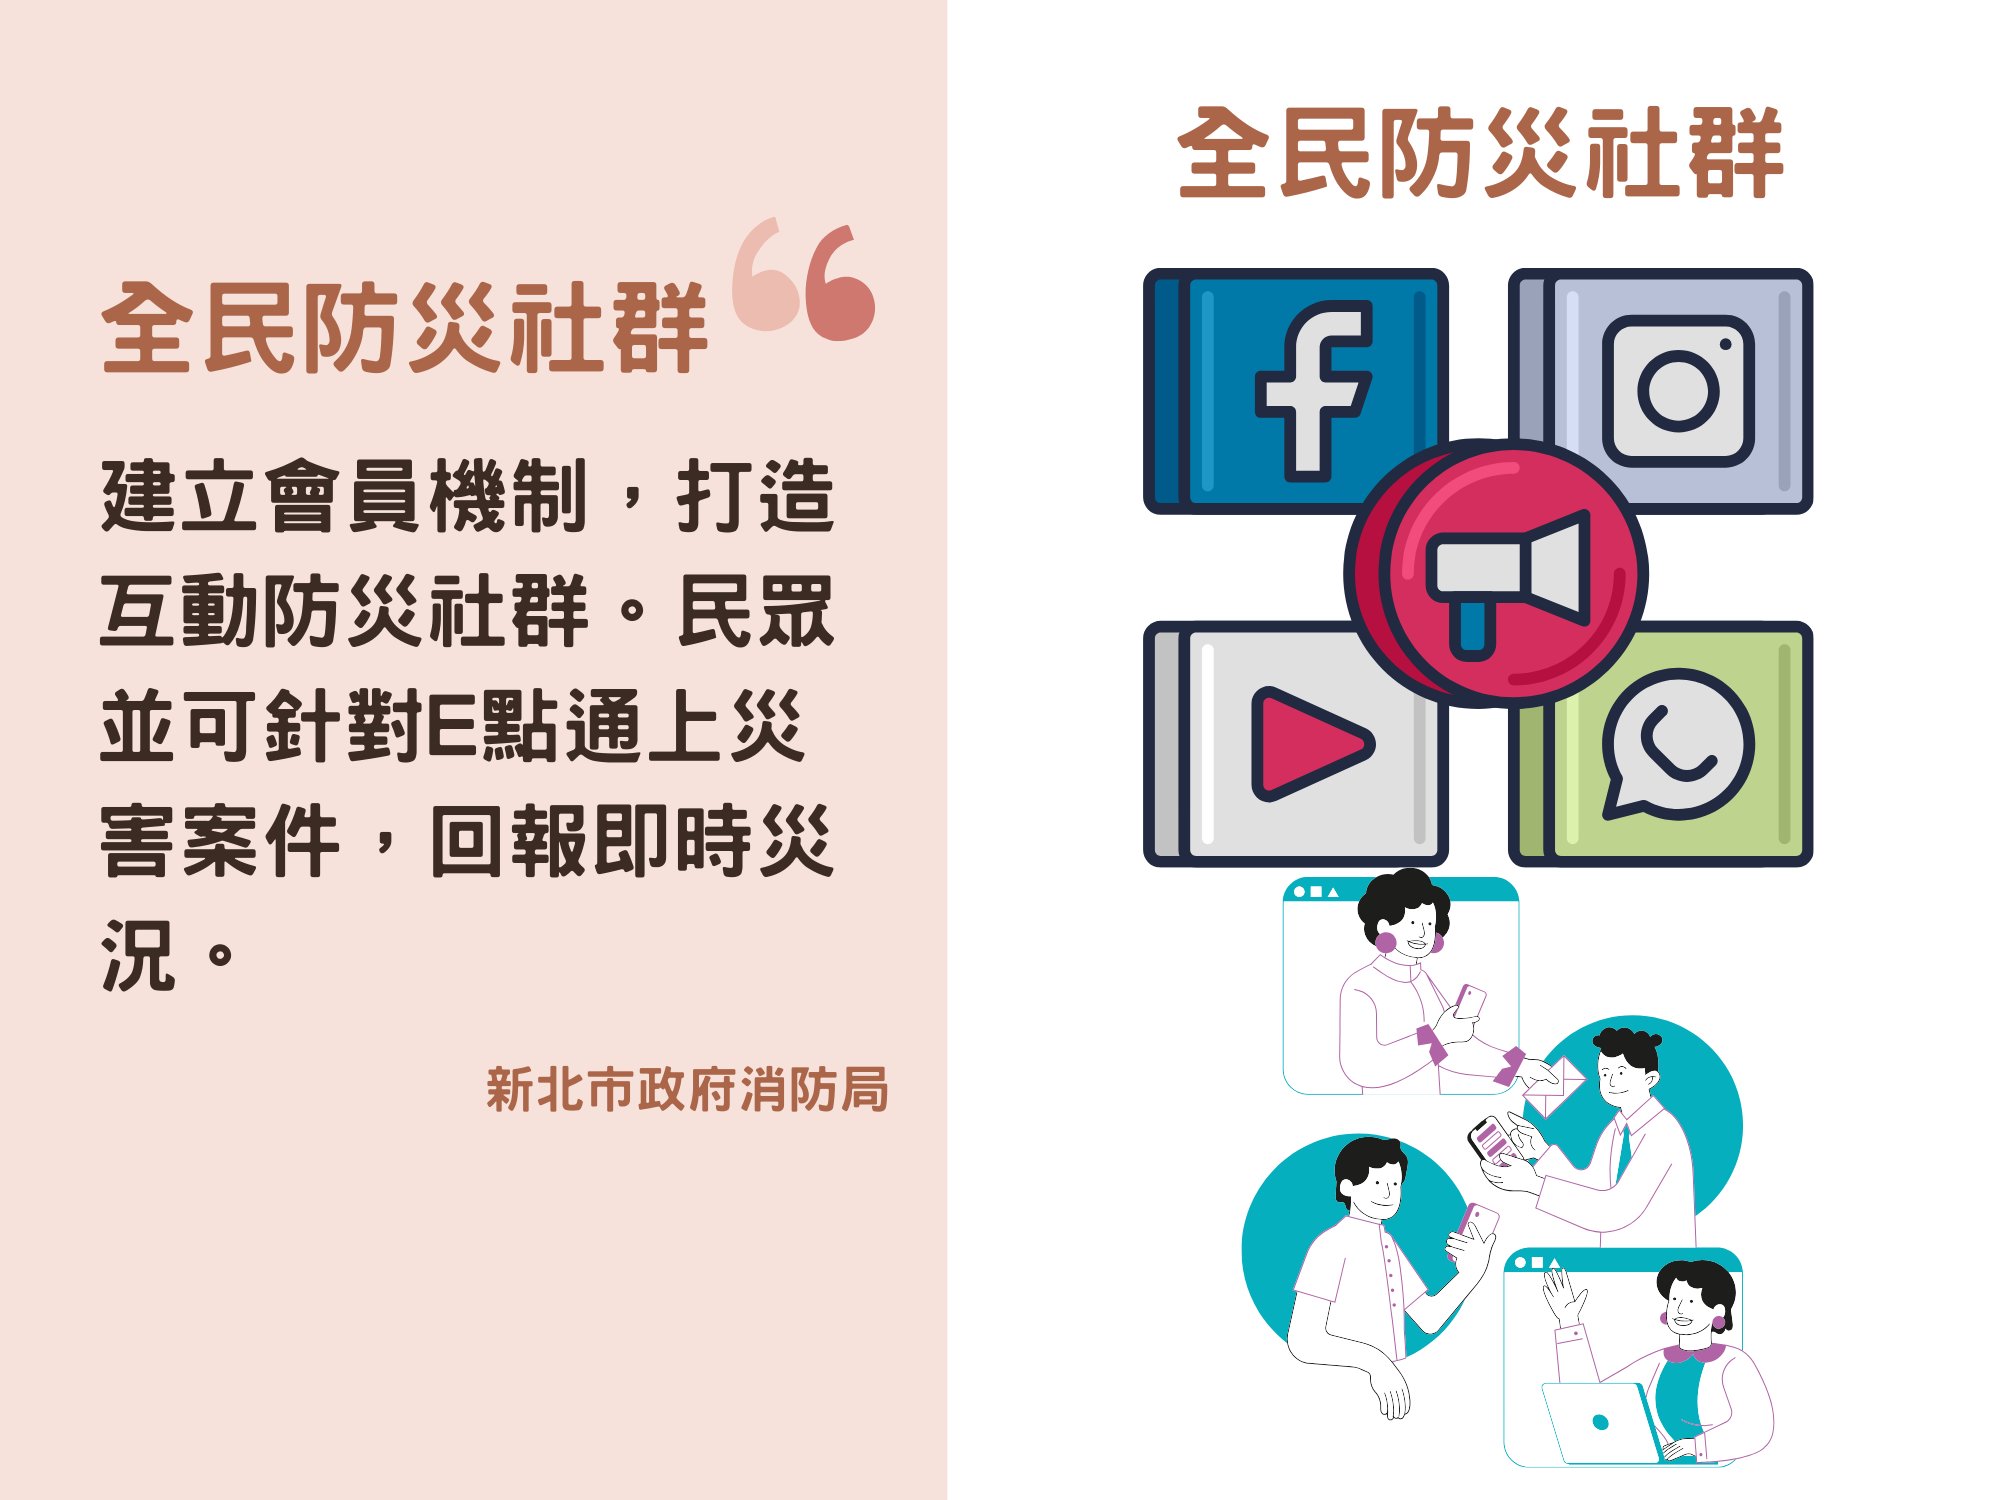 全民防災社群
建立會員機制，打造
互動防災社群。民眾
並可針對E點通上災
害案件，回報即時災
況。
新北市政府消防局
全民防災社群